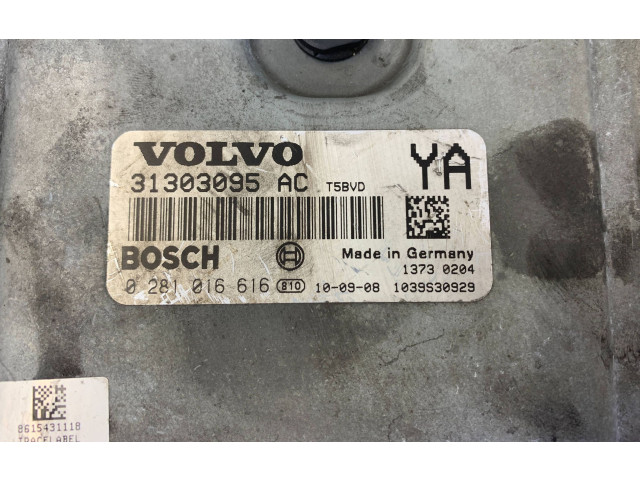 VOLVO
YA
31303095 AC T5BVD
BOSCH
Made in Germany
1373 0204
0 281 016 616 810 10-09-08 1039S30929
8615431118
TRACELABEL